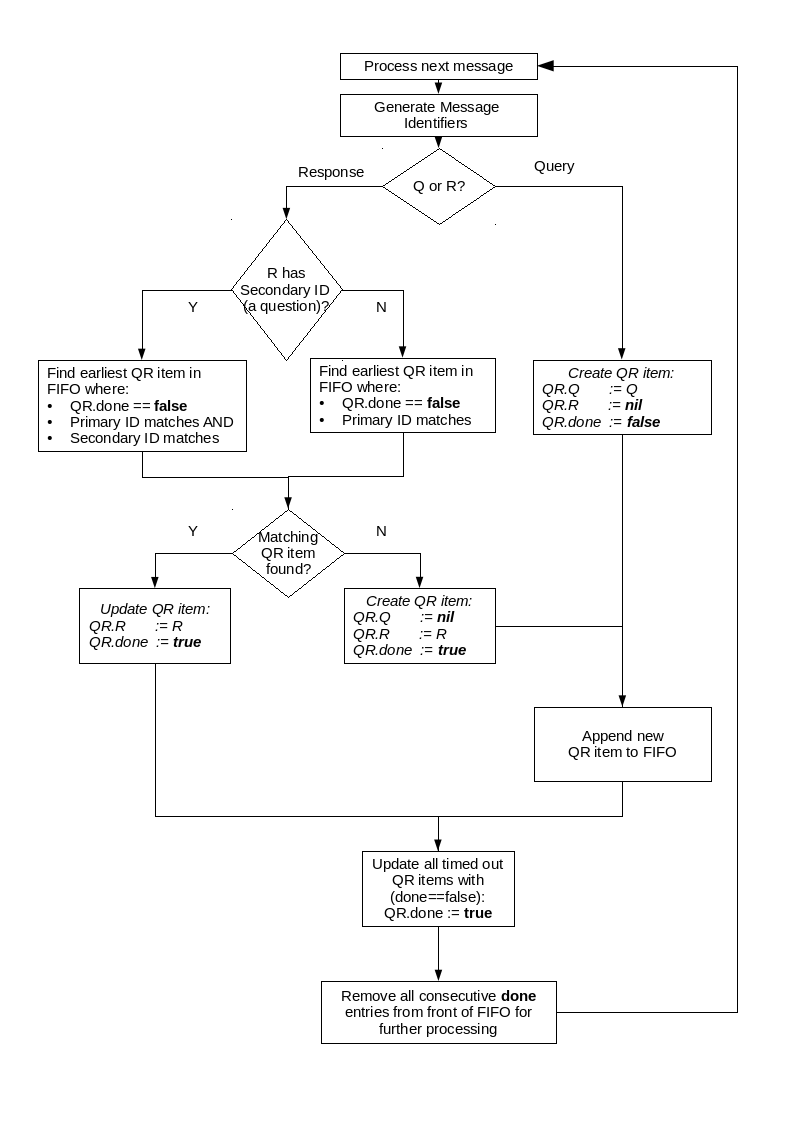 Process next message
Generate Message
Identifiers
Response
Q or R?
Query
R has
Secondary ID
(a question)?
Y
N
Find earliest QR item in
FIFO where:
• QR.done == false
• Primary ID matches AND
• Secondary ID matches
Find earliest QR item in
FIFO where:
• QR.done == false
• Primary ID matches
Create QR item:
QR.Q := Q
QR.R := nil
QR.done := false
Y
Matching
QR item
found?
N
Update QR item:
QR.R := R
QR.done := true
Create QR item:
QR.Q := nil
QR.R := R
QR.done := true
Append new
QR item to FIFO
Update all timed out
QR items with
(done==false):
QR.done := true
Remove all consecutive done
entries from front of FIFO for
further processing